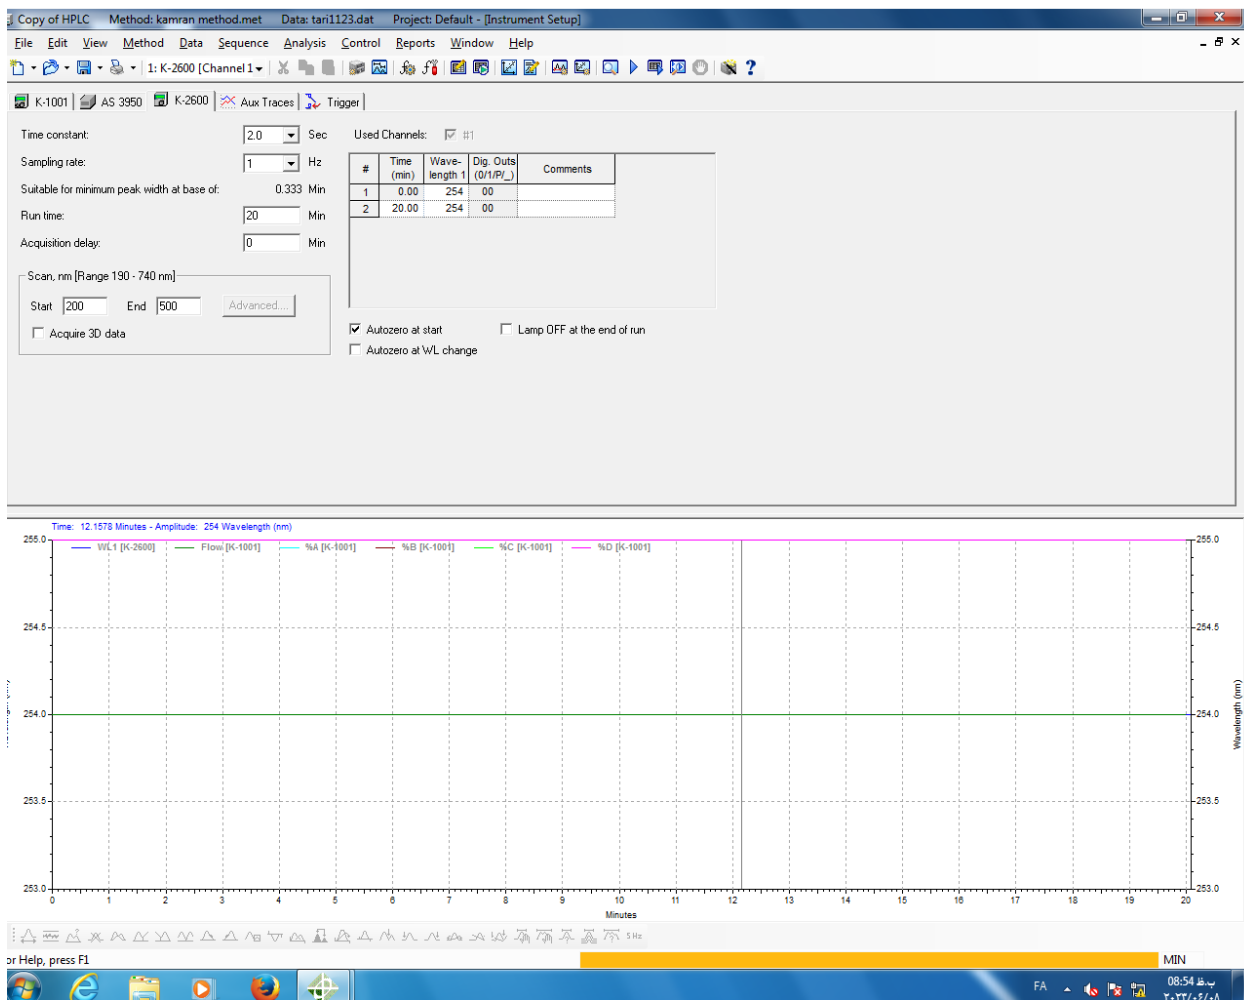 Copy of HPLC Method: kamran method.met Data: tari1123.dat Project: Default - [Instrument Setup]
File Edit View Method Data Sequence Analysis Control Reports Window Help
1: K-2600 [Channel 1
K-1001 AS 3950 K-2600 Aux Traces Trigger
Time constant: 2.0 Sec
Sampling rate: 1 Hz
Suitable for minimum peak width at base of: 0.333 Min
Run time: 20 Min
Acquisition delay: 0 Min
Scan, nm [Range 190 - 740 nm]
Start 200 End 500 Advanced....
Acquire 3D data
Used Channels: #1
# Time (min) Wave-length 1 Dig. Outs (0/1/P/_) Comments
1 0.00 254 00
2 20.00 254 00
Autozero at start Lamp OFF at the end of run
Autozero at WL change
Time: 12.1578 Minutes - Amplitude: 254 Wavelength (nm)
WL1 [K-2600] Flow [K-1001] %A [K-1001] %B [K-1001] %C [K-1001] %D [K-1001]
255.0 255.0
254.5 254.5
254.0 254.0
253.5 253.5
253.0 253.0
Wavelength (nm)
0 1 2 3 4 5 6 7 8 9 10 11 12 13 14 15 16 17 18 19 20
Minutes
5 Hz
or Help, press F1 MIN
FA
08:54 ب.ظ
۲۰۲۳/۰۶/۰۸